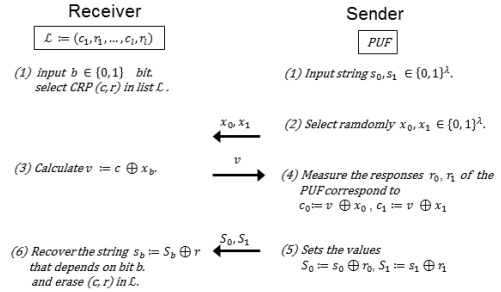 Receiver
Sender
ℒ ≔ (c₁,r₁,…,cₗ,rₗ)
PUF
(1) input b ∈ {0,1} bit.
select CRP (c,r) in list ℒ.
(1) Input string s₀,s₁ ∈ {0,1}^λ.
x₀,x₁
(2) Select ramdomly x₀,x₁ ∈ {0,1}^λ.
(3) Calculate v ≔ c ⊕ x_b.
v
(4) Measure the responses r₀,r₁ of the
PUF correspond to
c₀≔ v ⊕ x₀ , c₁ ≔ v ⊕ x₁
(6) Recover the string s_b ≔ S_b ⊕ r
that depends on bit b.
and erase (c,r) in ℒ.
S₀,S₁
(5) Sets the values
S₀ ≔ s₀ ⊕ r₀, S₁ ≔ s₁ ⊕ r₁